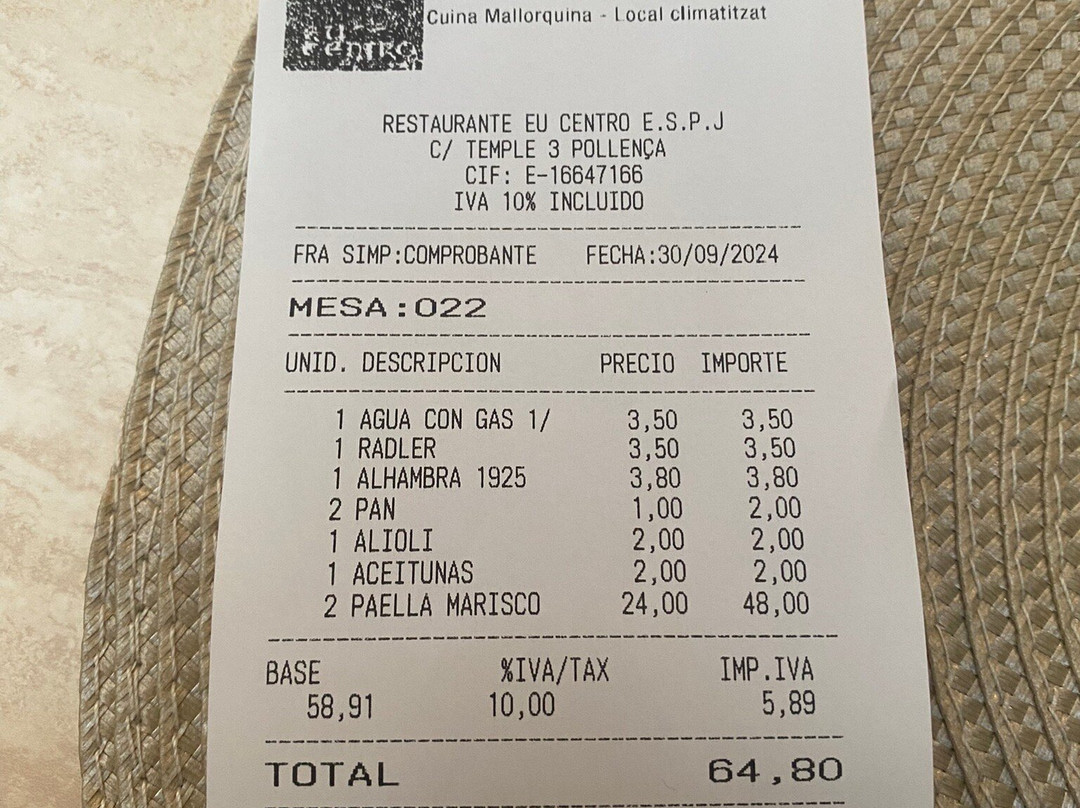 Cuina Mallorquina - Local climatitzat
RESTAURANTE EU CENTRO E.S.P.J
C/ TEMPLE 3 POLLENÇA
CIF: E-16647166
IVA 10% INCLUIDO
FRA SIMP:COMPROBANTE FECHA:30/09/2024
MESA:022
UNID. DESCRIPCION PRECIO IMPORTE
1 AGUA CON GAS 1/ 3,50 3,50
1 RADLER 3,50 3,50
1 ALHAMBRA 1925 3,80 3,80
2 PAN 1,00 2,00
1 ALIOLI 2,00 2,00
1 ACEITUNAS 2,00 2,00
2 PAELLA MARISCO 24,00 48,00
BASE %IVA/TAX IMP.IVA
58,91 10,00 5,89
TOTAL 64,80